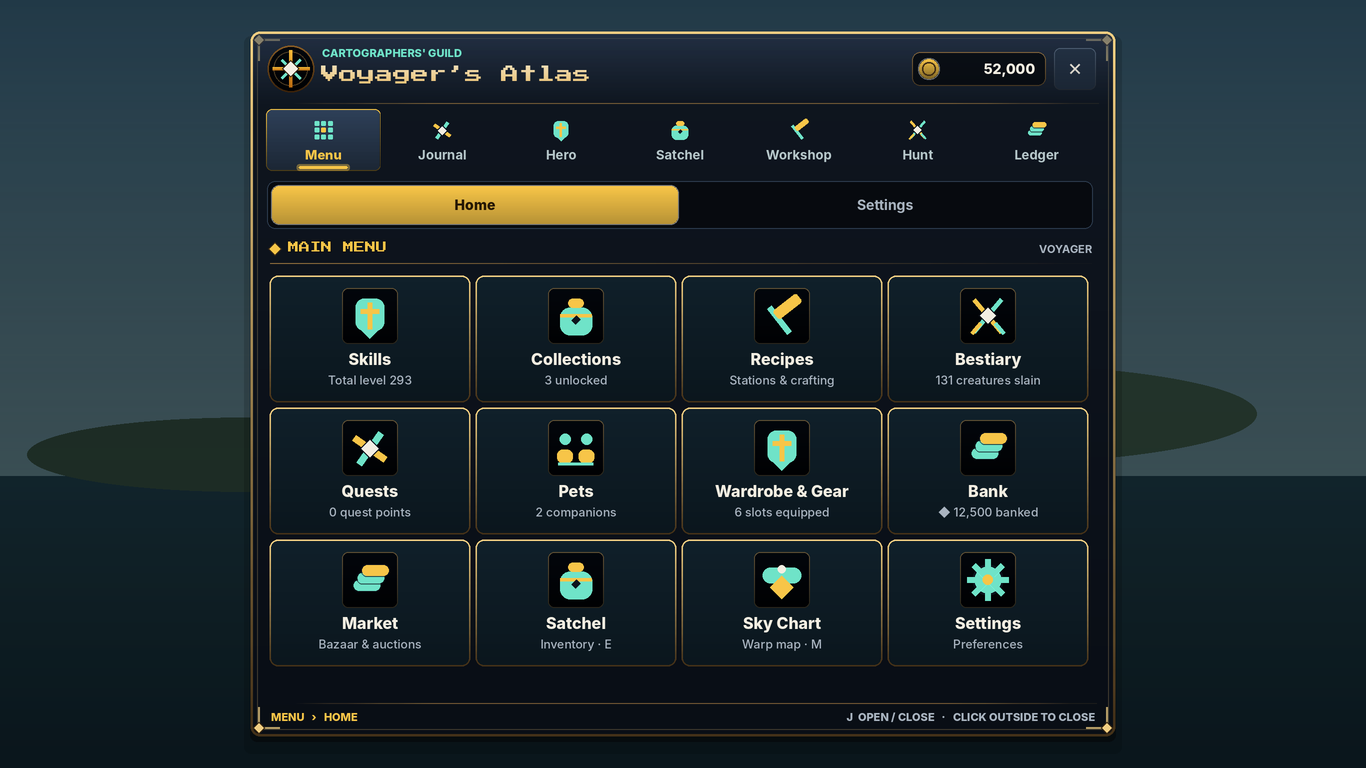 CARTOGRAPHERS' GUILD
Voyager's Atlas
52,000
×
Menu
Journal
Hero
Satchel
Workshop
Hunt
Ledger
Home
Settings
MAIN MENU
VOYAGER
Skills
Total level 293
Collections
3 unlocked
Recipes
Stations & crafting
Bestiary
131 creatures slain
Quests
0 quest points
Pets
2 companions
Wardrobe & Gear
6 slots equipped
Bank
◆ 12,500 banked
Market
Bazaar & auctions
Satchel
Inventory · E
Sky Chart
Warp map · M
Settings
Preferences
MENU › HOME
J OPEN / CLOSE · CLICK OUTSIDE TO CLOSE